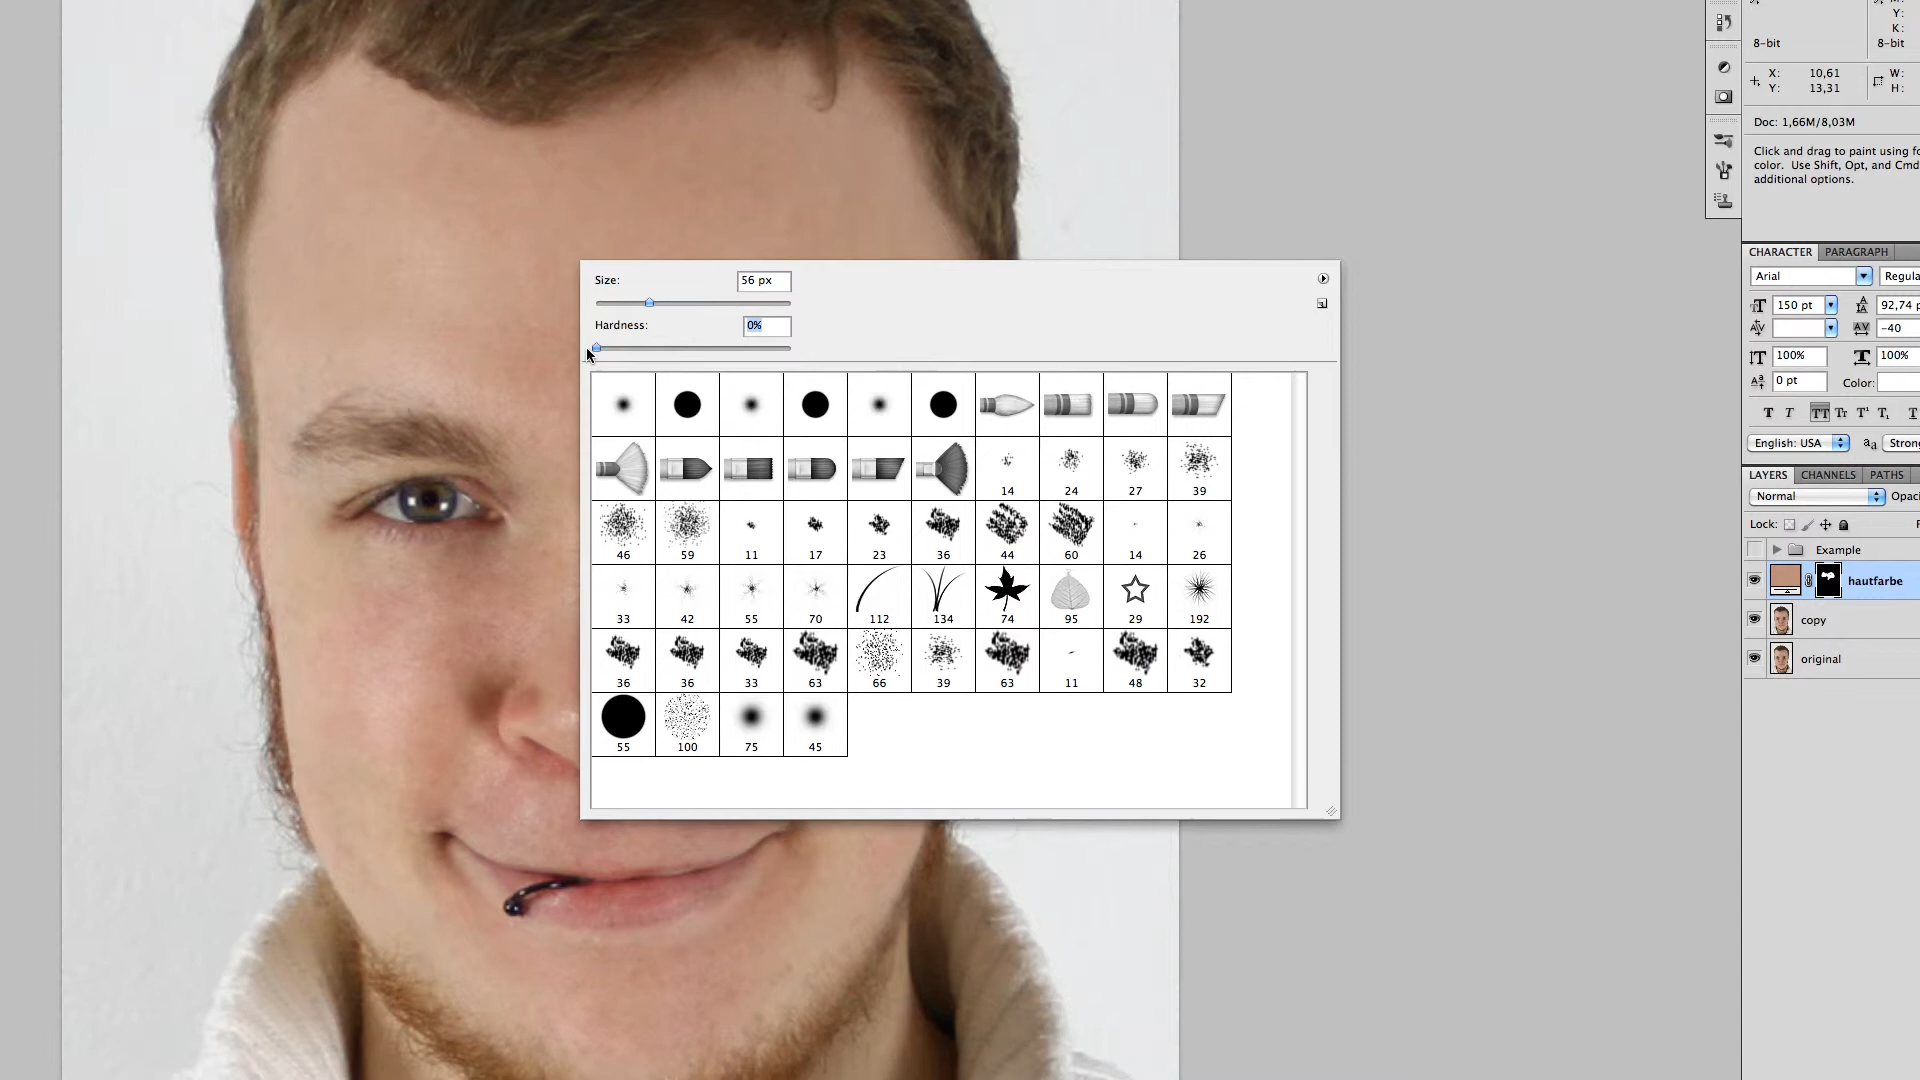 Y:
K:
8-bit
8-bit
X: 10,61
Y: 13,31
W:
H:
Doc: 1,66M/8,03M
Click and drag to paint using fo
color. Use Shift, Opt, and Cmd
additional options.
Size: 56 px
Hardness: 0%
14 24 27 39
46 59 11 17 23 36 44 60 14 26
33 42 55 70 112 134 74 95 29 192
36 36 33 63 66 39 63 11 48 32
55 100 75 45
CHARACTER PARAGRAPH
Arial Regula
150 pt 92,74 p
-40
100% 100%
0 pt Color:
T T TT Tt T¹ T₁ T
English: USA aa Stron
LAYERS CHANNELS PATHS
Normal Opaci
Lock: F
Example
hautfarbe
copy
original